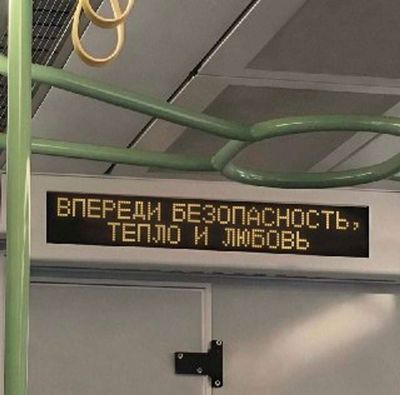 ВПЕРЕДИ БЕЗОПАСНОСТЬ,
ТЕПЛО И ЛЮБОВЬ